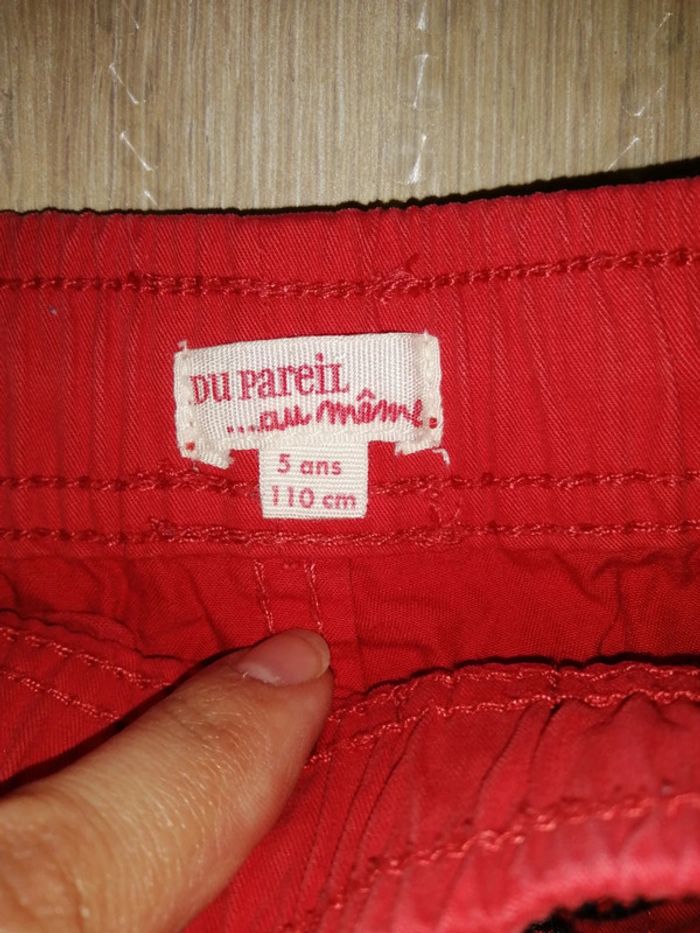 DU PAREIL
...au même.
5 ans
110 cm